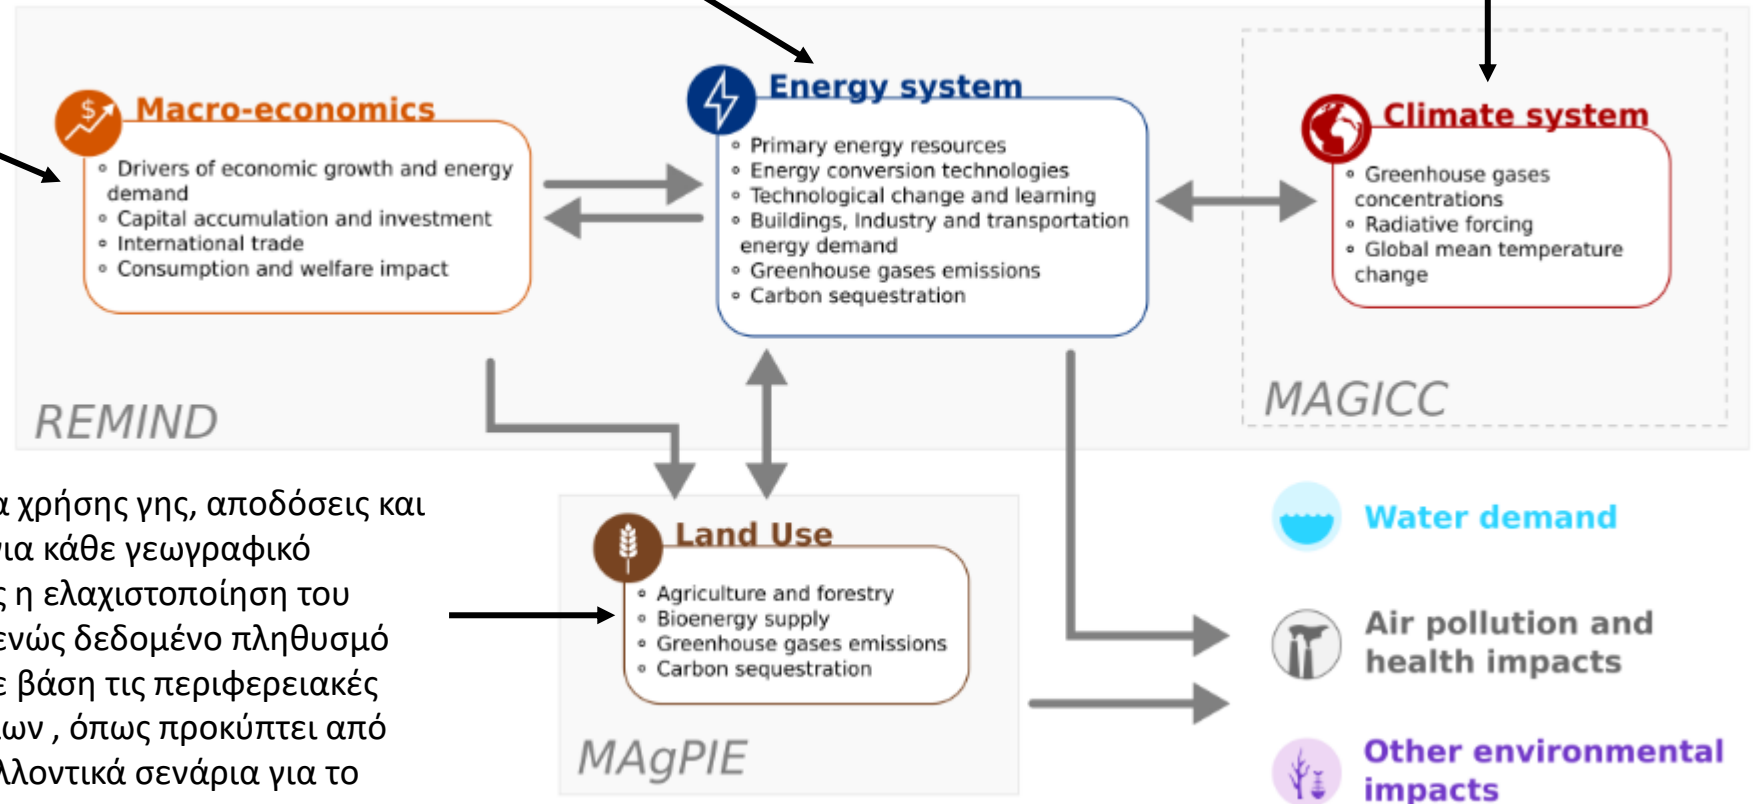 Macro-economics
Drivers of economic growth and energy
demand
Capital accumulation and investment
International trade
Consumption and welfare impact
Energy system
Primary energy resources
Energy conversion technologies
Technological change and learning
Buildings, Industry and transportation
energy demand
Greenhouse gases emissions
Carbon sequestration
Climate system
Greenhouse gases
concentrations
Radiative forcing
Global mean temperature
change
REMIND
MAGICC
χρήσης γης, αποδόσεις και
για κάθε γεωγραφικό
η ελαχιστοποίηση του
δεδομένο πληθυσμό
βάση τις περιφερειακές
, όπως προκύπτει από
σενάρια για το
Land Use
Agriculture and forestry
Bioenergy supply
Greenhouse gases emissions
Carbon sequestration
MAgPIE
Water demand
Air pollution and
health impacts
Other environmental
impacts